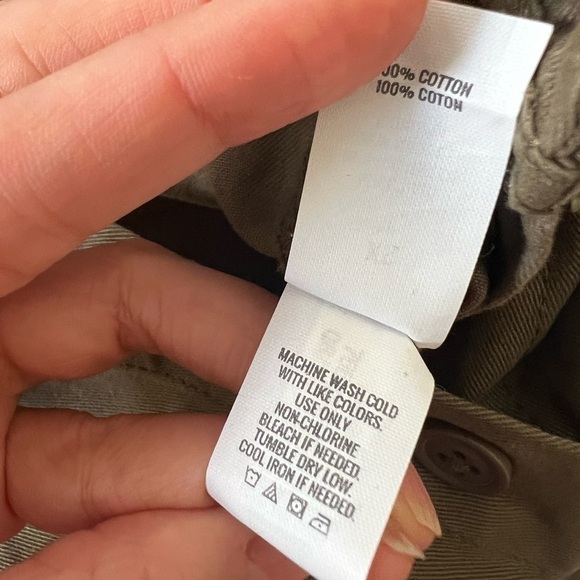 00% COTTON
100% COTON
MACHINE WASH COLD
WITH LIKE COLORS.
USE ONLY
NON-CHLORINE
BLEACH IF NEEDED.
TUMBLE DRY LOW.
COOL IRON IF NEEDED.